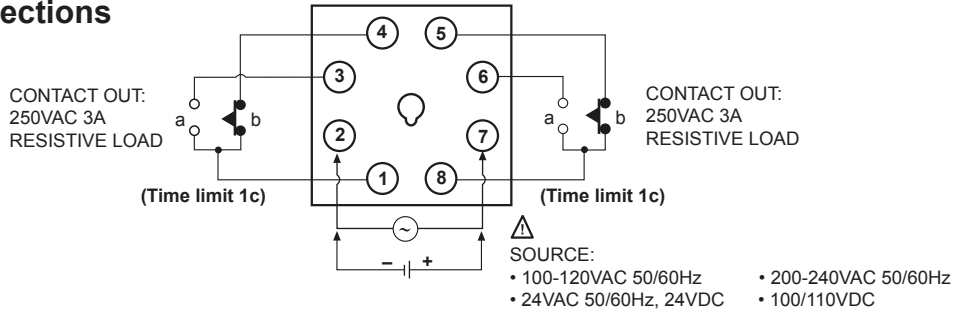 ections
4
5
3
6
CONTACT OUT:
250VAC 3A
RESISTIVE LOAD
a
b
a
b
CONTACT OUT:
250VAC 3A
RESISTIVE LOAD
2
7
1
8
(Time limit 1c)
(Time limit 1c)
~
− +
SOURCE:
• 100-120VAC 50/60Hz
• 200-240VAC 50/60Hz
• 24VAC 50/60Hz, 24VDC
• 100/110VDC